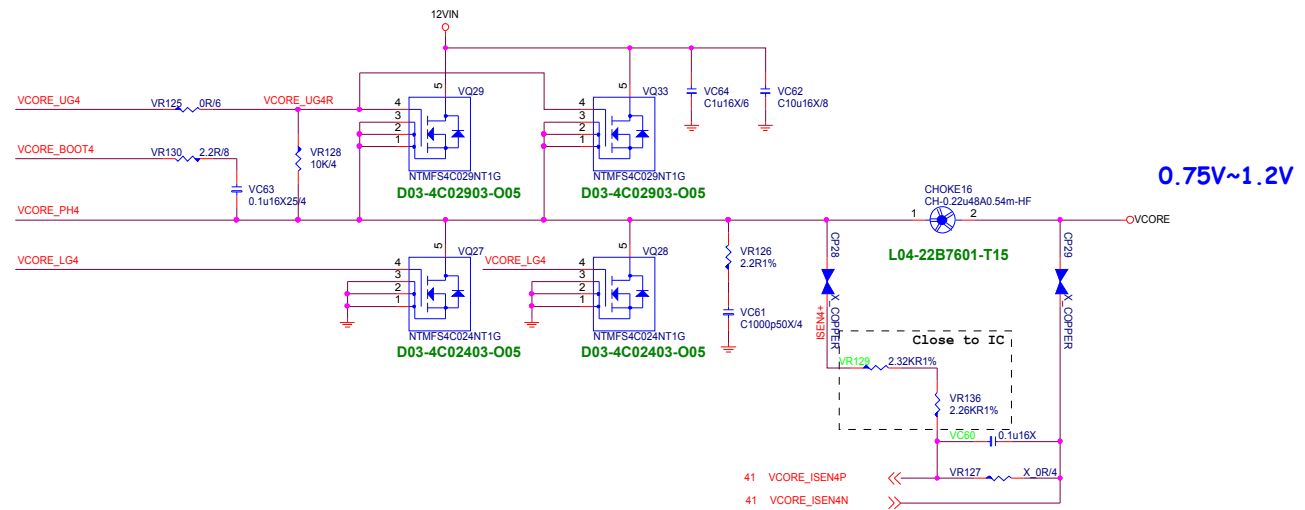 12VIN
VCORE_UG4
VR125
0R/6
VCORE_UG4R
5
VQ29
4
3
2
1
NTMFS4C029NT1G
D03-4C02903-O05
5
VQ33
4
3
2
1
NTMFS4C029NT1G
D03-4C02903-O05
VC64
C1u16X/6
VC62
C10u16X/8
VCORE_BOOT4
VR130
2.2R/8
VR128
10K/4
VC63
0.1u16X25/4
0.75V~1.2V
VCORE_PH4
CHOKE16
CH-0.22u48A0.54m-HF
1
2
VCORE
L04-22B7601-T15
VCORE_LG4
5
VQ27
4
3
2
1
NTMFS4C024NT1G
D03-4C02403-O05
VCORE_LG4
5
VQ28
4
3
2
1
NTMFS4C024NT1G
D03-4C02403-O05
VR126
2.2R1%
VC61
C1000p50X/4
CP28
X_COPPER
ISEN4+
CP29
X_COPPER
Close to IC
VR129
2.32KR1%
VR136
2.26KR1%
VC60
0.1u16X
41 VCORE_ISEN4P
VR127
X_0R/4
41 VCORE_ISEN4N